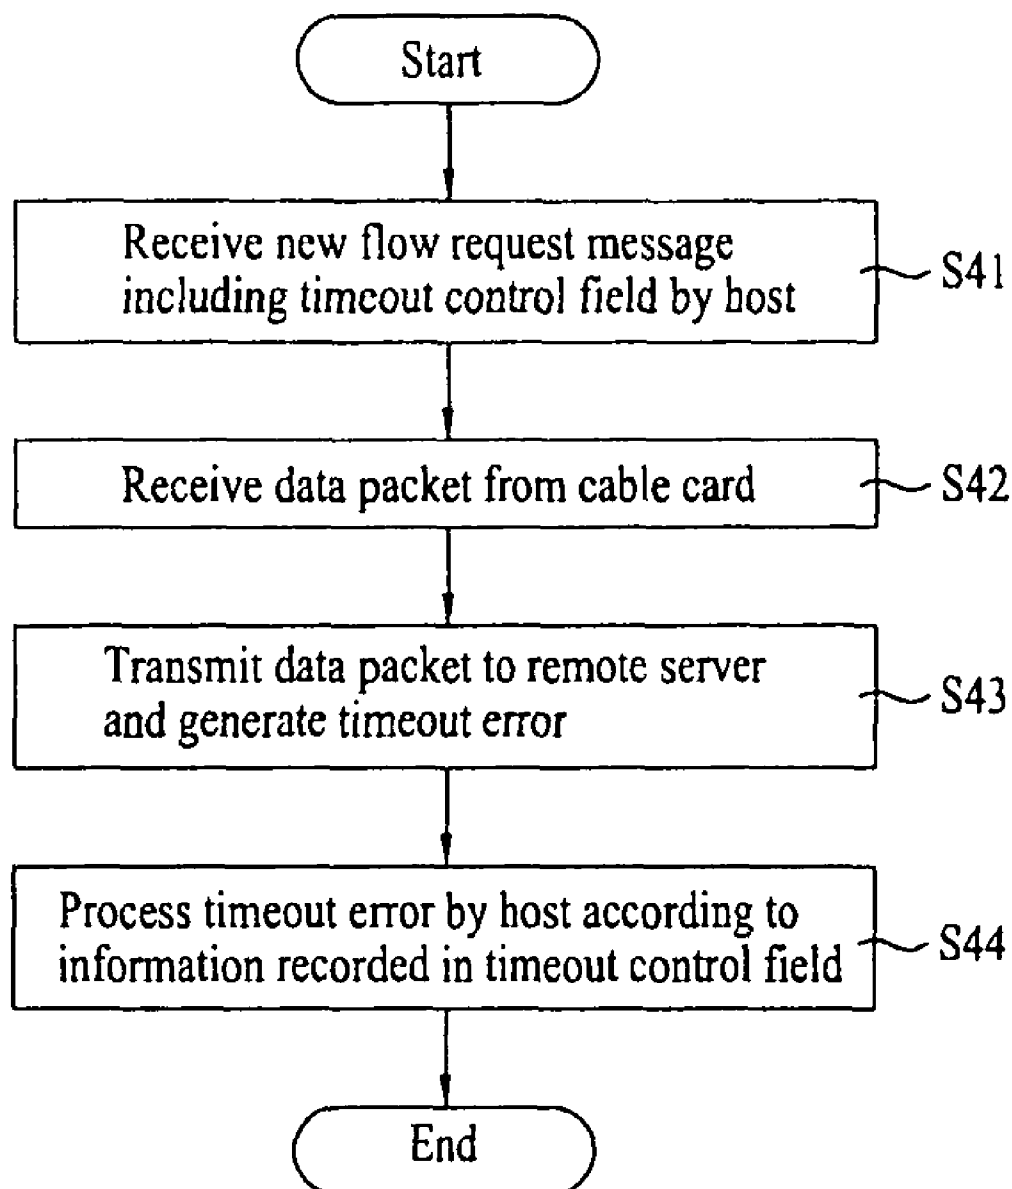 Start
Receive new flow request message
including timeout control field by host
S41
Receive data packet from cable card
S42
Transmit data packet to remote server
and generate timeout error
S43
Process timeout error by host according to
information recorded in timeout control field
S44
End